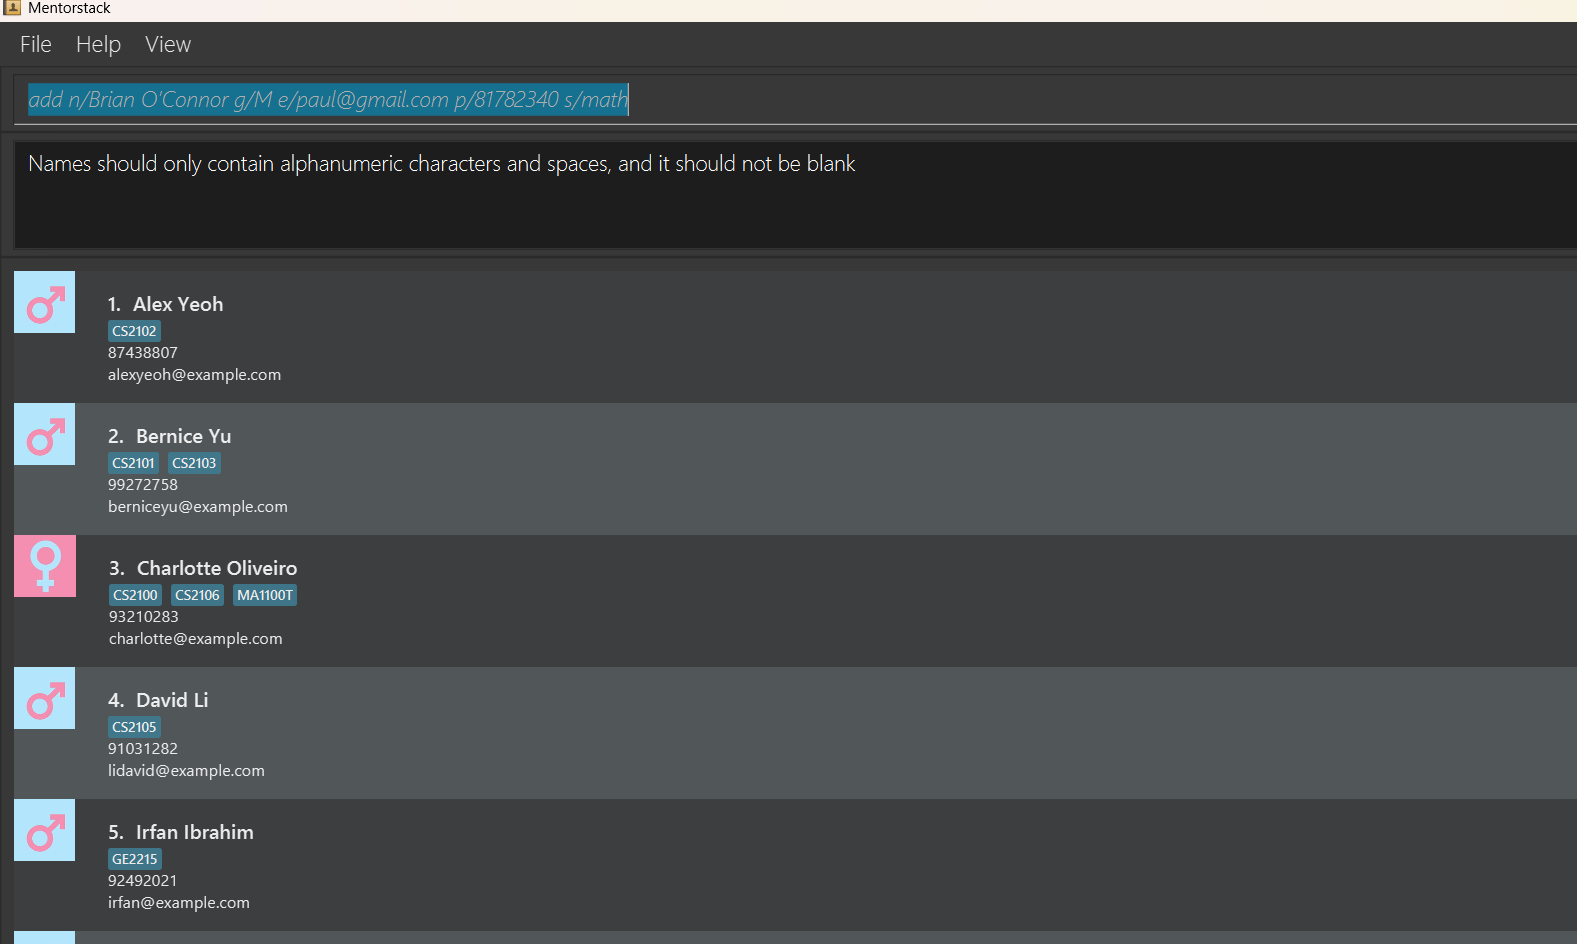 Mentorstack
File Help View
add n/Brian O'Connor g/M e/paul@gmail.com p/81782340 s/math
Names should only contain alphanumeric characters and spaces, and it should not be blank
1. Alex Yeoh
CS2102
87438807
alexyeoh@example.com
2. Bernice Yu
CS2101 CS2103
99272758
berniceyu@example.com
3. Charlotte Oliveiro
CS2100 CS2106 MA1100T
93210283
charlotte@example.com
4. David Li
CS2105
91031282
lidavid@example.com
5. Irfan Ibrahim
GE2215
92492021
irfan@example.com